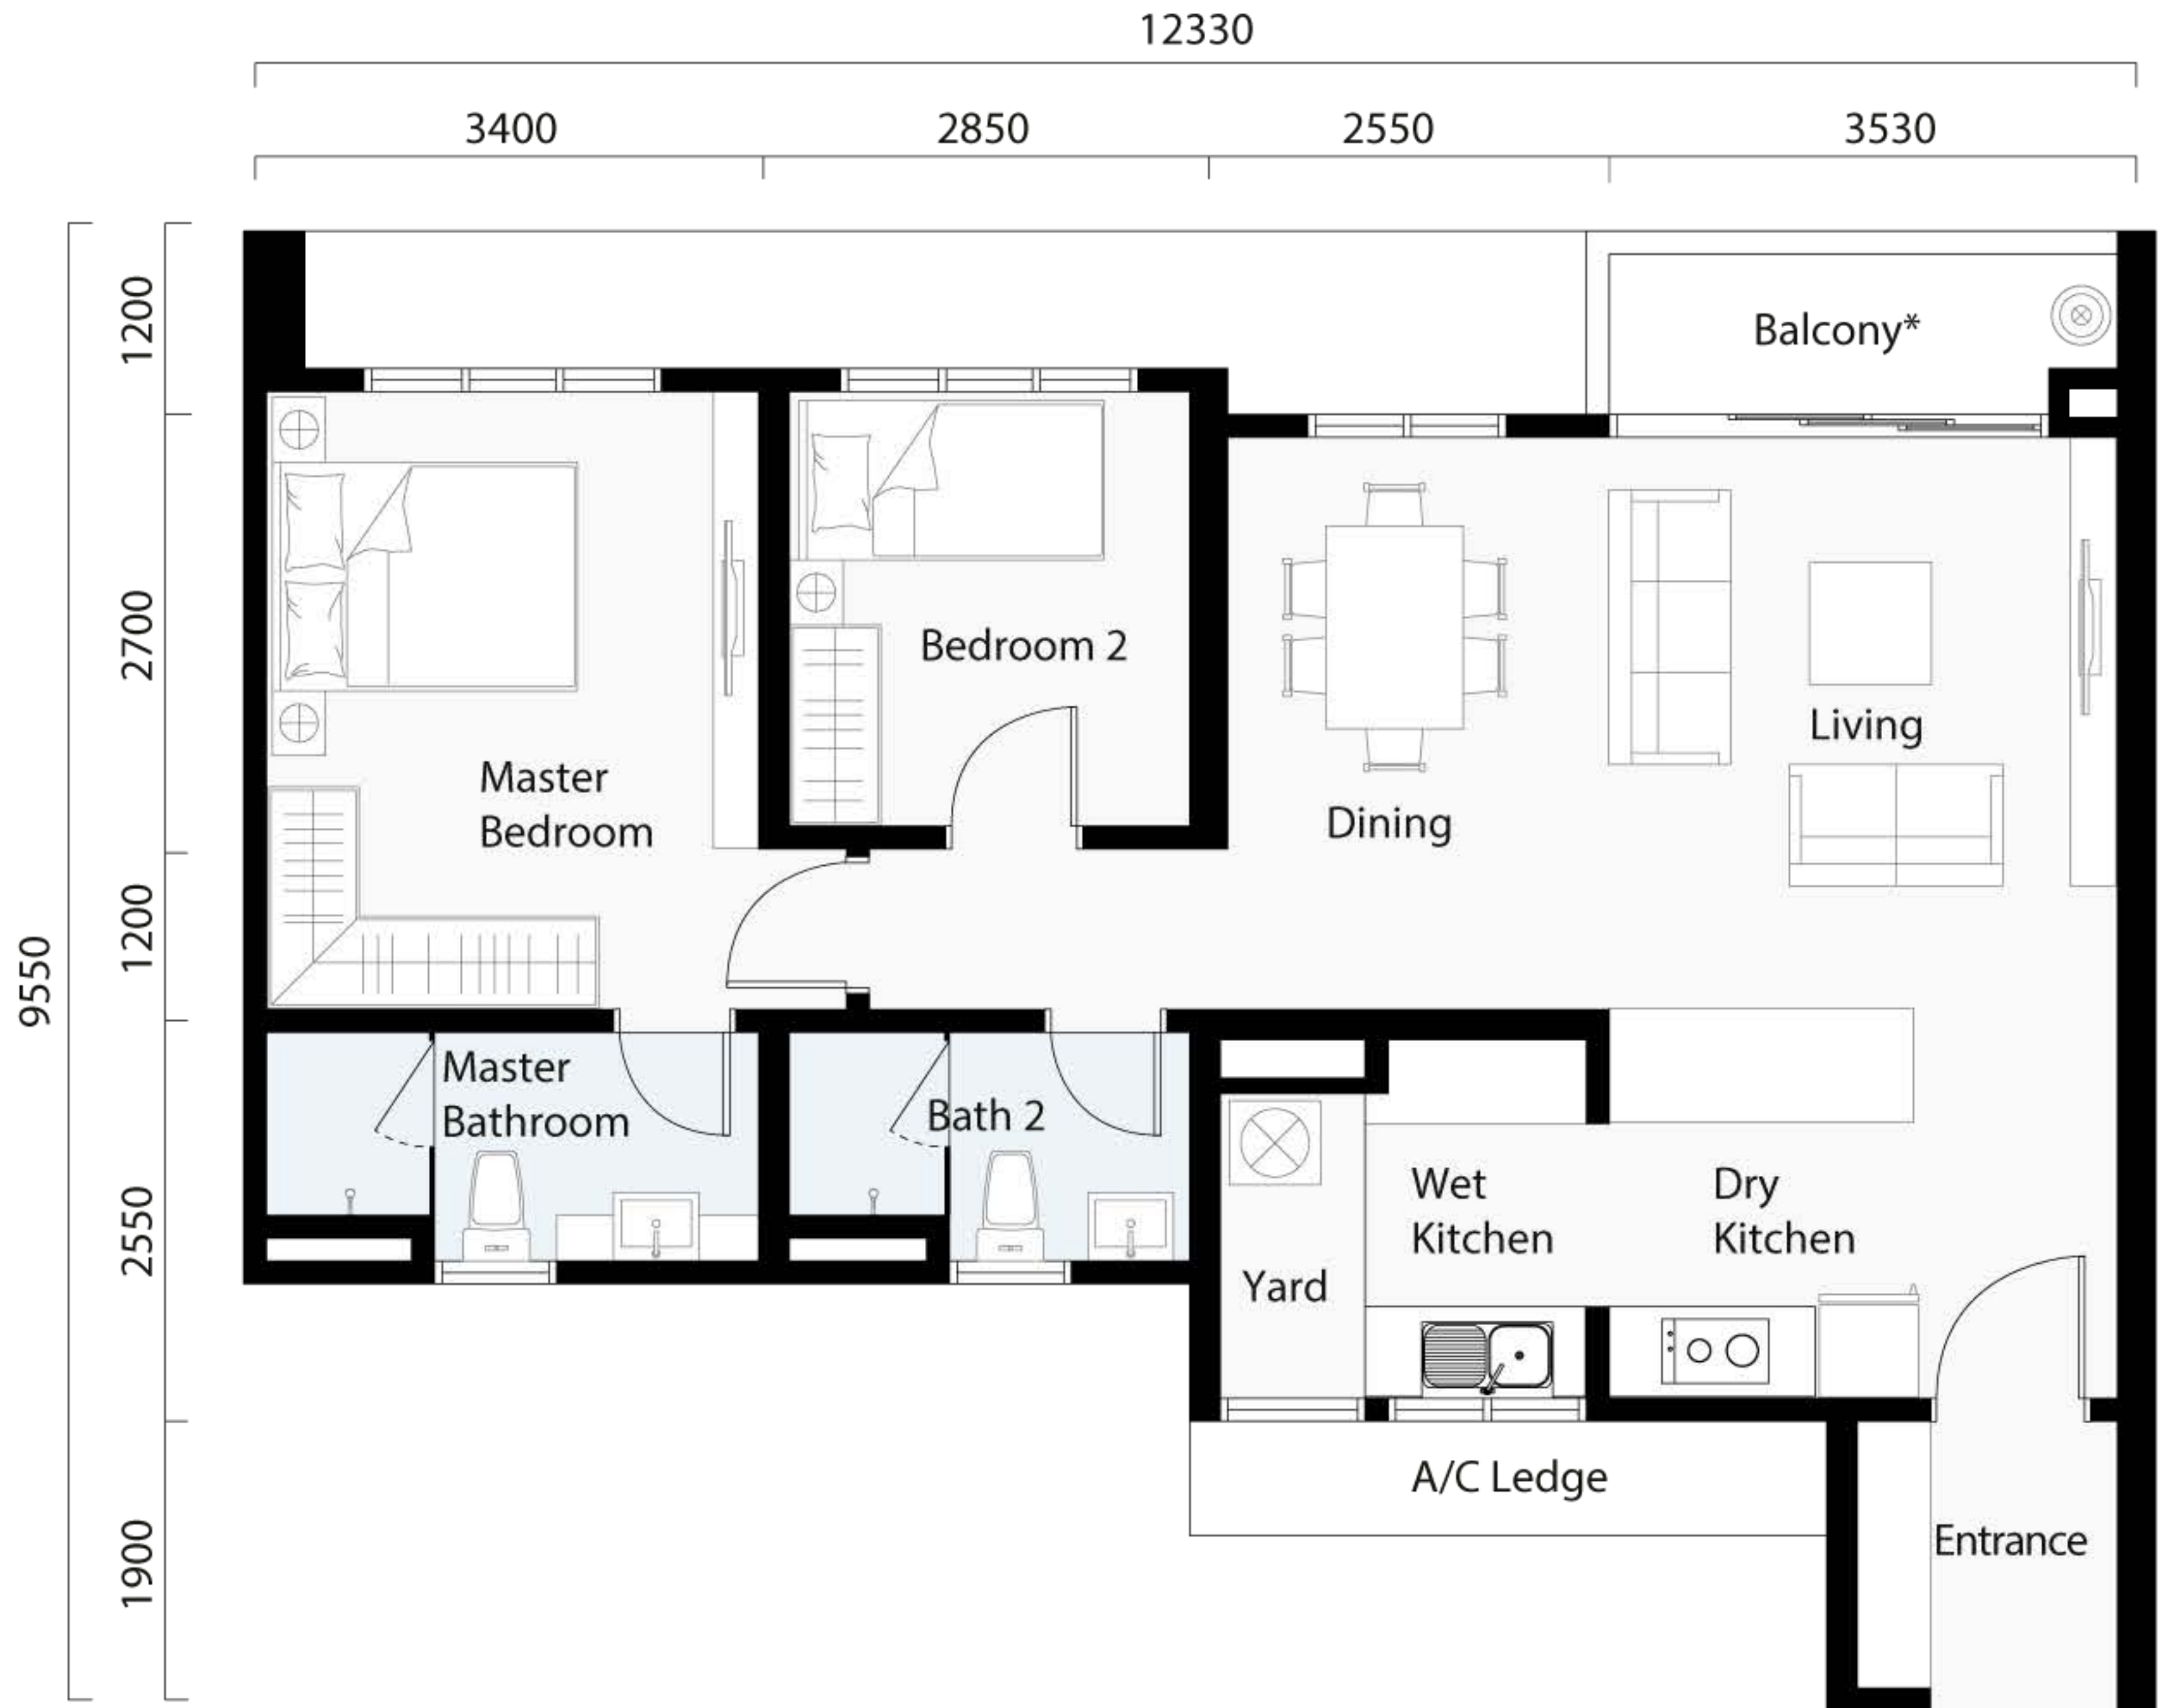 12330
3400
2850
2550
3530
9550
1200
2700
1200
2550
1900
Balcony*
Bedroom 2
Living
Master
Bedroom
Dining
Master
Bathroom
Bath 2
Wet
Kitchen
Dry
Kitchen
Yard
A/C Ledge
Entrance